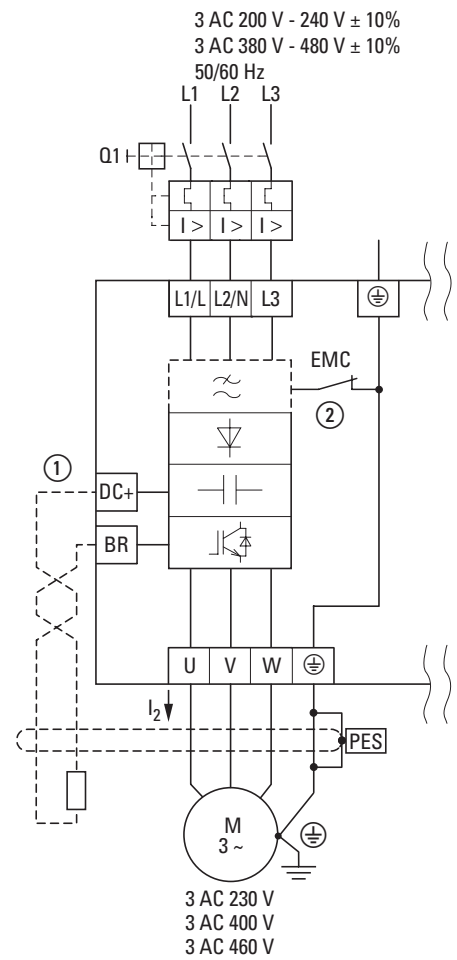 3 AC 200 V - 240 V ± 10%
3 AC 380 V - 480 V ± 10%
50/60 Hz
L1 L2 L3
Q1
I > I > I >
L1/L L2/N L3
EMC
2
1
DC+
BR
U V W
I2
PES
M
3 ~
3 AC 230 V
3 AC 400 V
3 AC 460 V